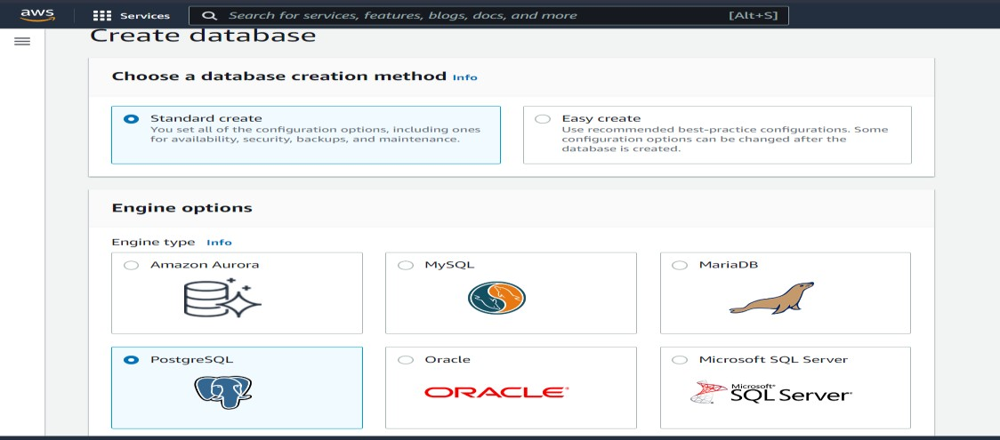 aws Services Search for services, features, blogs, docs, and more [Alt+S]
Create database
Choose a database creation method Info
Standard create
You set all of the configuration options, including ones
for availability, security, backups, and maintenance.
Easy create
Use recommended best-practice configurations. Some
configuration options can be changed after the
database is created.
Engine options
Engine type Info
Amazon Aurora
MySQL
MariaDB
PostgreSQL
Oracle
ORACLE®
Microsoft SQL Server
Microsoft®
SQL Server®